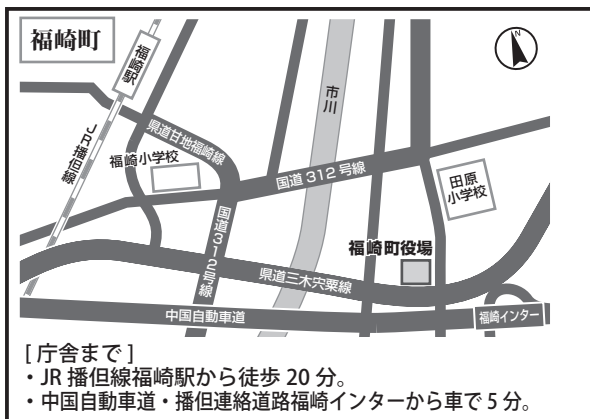 福崎町
N
福崎駅
市川
JR播但線
県道甘地福崎線
福崎小学校
国道312号線
田原
小学校
国道312号線
福崎町役場
県道三木宍粟線
中国自動車道
福崎インター
[庁舎まで]
・JR 播但線福崎駅から徒歩 20 分。
・中国自動車道・播但連絡道路福崎インターから車で 5 分。